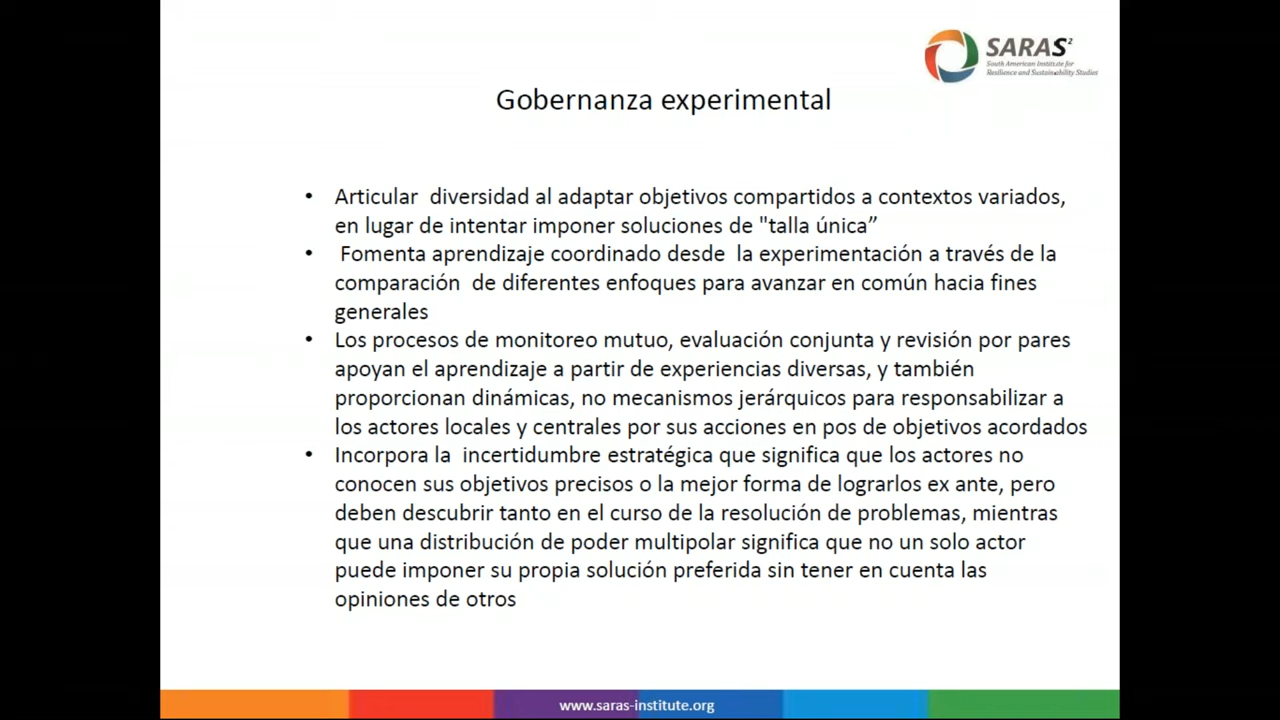 SARAS²
South American Institute for
Resilience and Sustainability Studies
Gobernanza experimental
• Articular diversidad al adaptar objetivos compartidos a contextos variados,
en lugar de intentar imponer soluciones de "talla única”
• Fomenta aprendizaje coordinado desde la experimentación a través de la
comparación de diferentes enfoques para avanzar en común hacia fines
generales
• Los procesos de monitoreo mutuo, evaluación conjunta y revisión por pares
apoyan el aprendizaje a partir de experiencias diversas, y también
proporcionan dinámicas, no mecanismos jerárquicos para responsabilizar a
los actores locales y centrales por sus acciones en pos de objetivos acordados
• Incorpora la incertidumbre estratégica que significa que los actores no
conocen sus objetivos precisos o la mejor forma de lograrlos ex ante, pero
deben descubrir tanto en el curso de la resolución de problemas, mientras
que una distribución de poder multipolar significa que no un solo actor
puede imponer su propia solución preferida sin tener en cuenta las
opiniones de otros
www.saras-institute.org